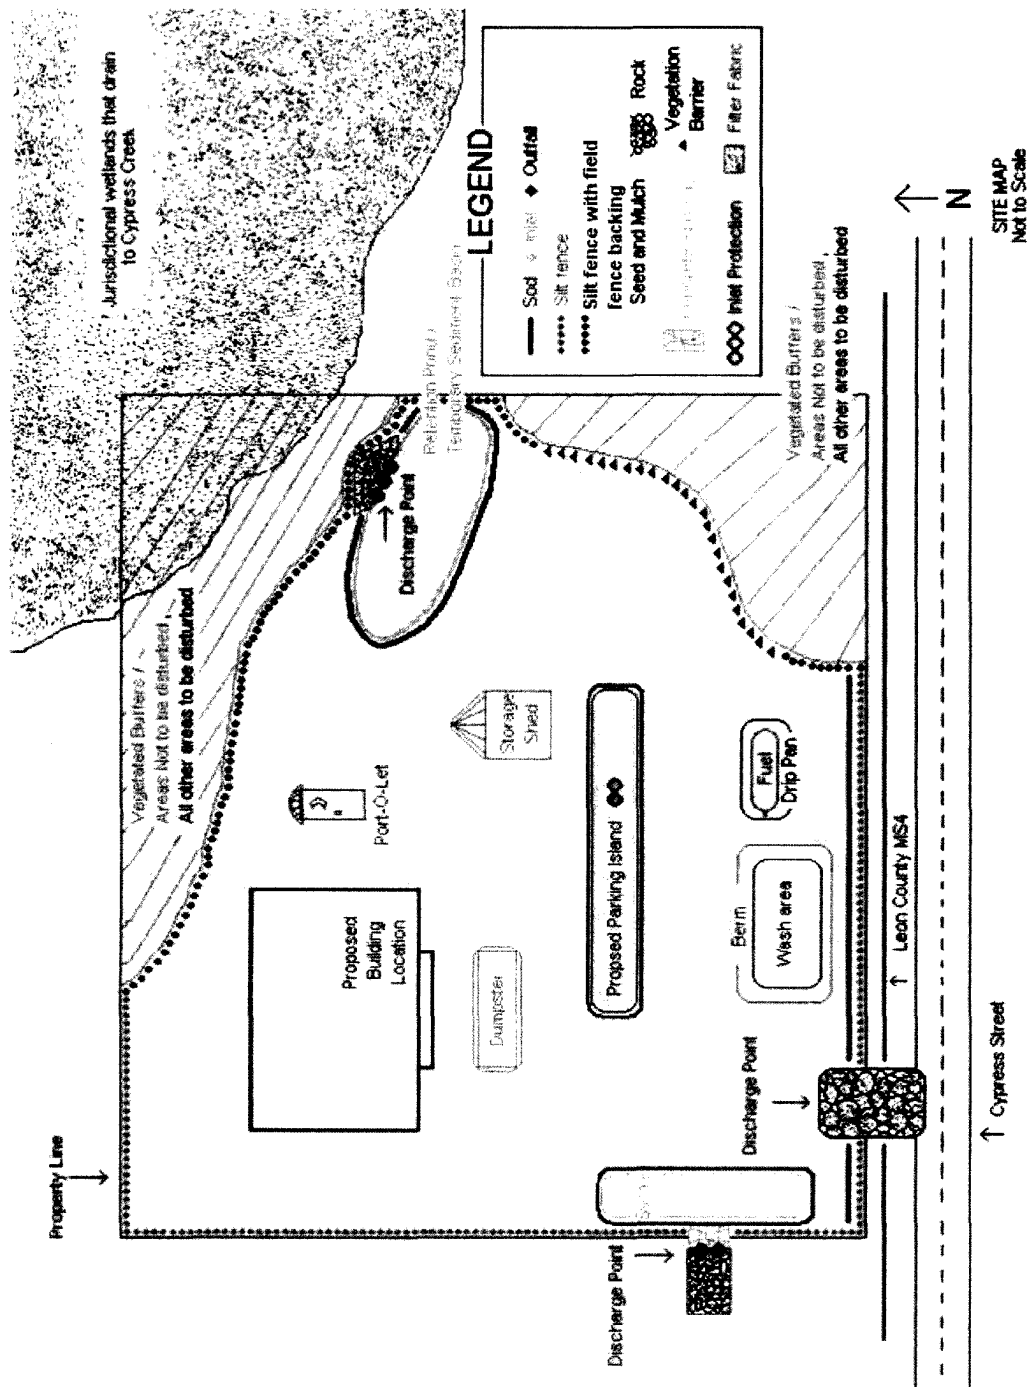 Property Line
Jurisdictional wetlands that drain
to Cypress Creek
Vegetated Buffers /
Areas Not to be disturbed,
All other areas to be disturbed
Proposed
Building
Location
Port-O-Let
Discharge Point
Retention Pond /
Temporary Sediment Basin
Dumpster
Storage
Shed
LEGEND
Sod
Inlet
Outfall
Silt fence
Silt fence with field
fence backing
Seed and Mulch
Rock
Vegetation
Barrier
Inlet Protection
Filter Fabric
Propsed Parking Island
Discharge Point
Discharge Point
Berm
Wash area
Fuel
Drip Pan
Vegetated Buffers /
Areas Not to be disturbed,
All other areas to be disturbed
Leon County MS4
Cypress Street
N
SITE MAP
Not to Scale